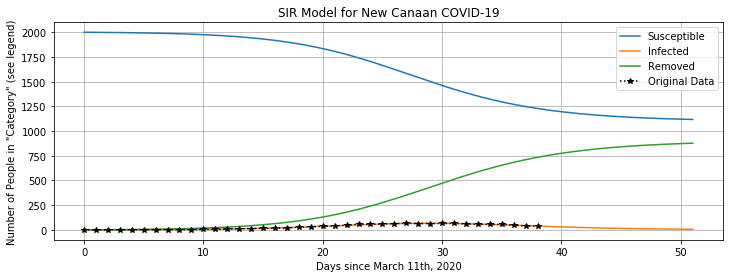 SIR Model for New Canaan COVID-19
Number of People in "Category" (see legend)
2000
1750
1500
1250
1000
750
500
250
0
Susceptible
Infected
Removed
Original Data
0 10 20 30 40 50
Days since March 11th, 2020